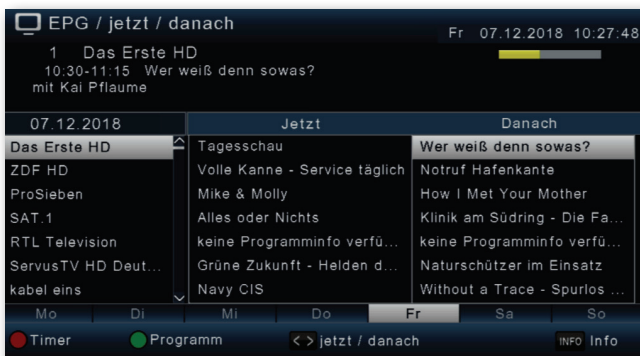 EPG / jetzt / danach
Fr 07.12.2018 10:27:48
1 Das Erste HD
10:30-11:15 Wer weiß denn sowas?
mit Kai Pflaume
07.12.2018 Jetzt Danach
Das Erste HD Tagesschau Wer weiß denn sowas?
ZDF HD Volle Kanne - Service täglich Notruf Hafenkante
ProSieben Mike & Molly How I Met Your Mother
SAT.1 Alles oder Nichts Klinik am Südring - Die Fa...
RTL Television keine Programminfo verfü... keine Programminfo verfü...
ServusTV HD Deut... Grüne Zukunft - Helden d... Naturschützer im Einsatz
kabel eins Navy CIS Without a Trace - Spurlos ...
Mo Di Mi Do Fr Sa So
Timer Programm < > jetzt / danach INFO Info